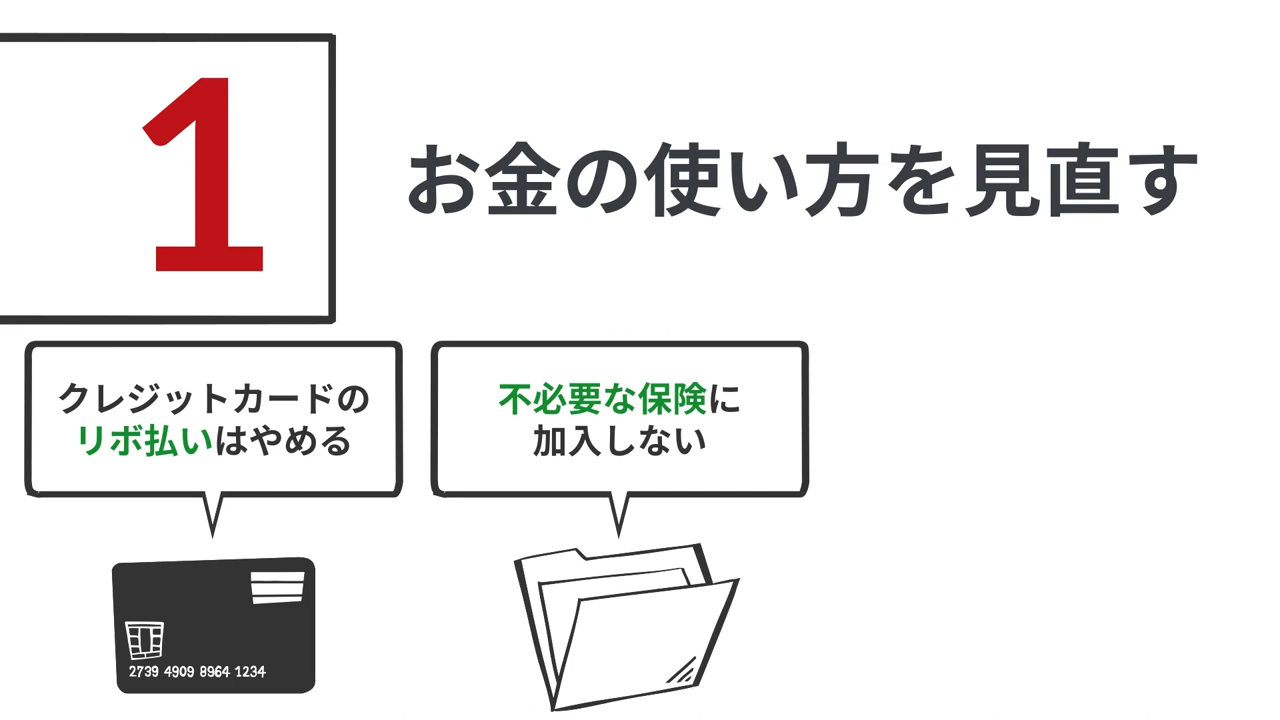 1
お金の使い方を見直す
クレジットカードの
リボ払いはやめる
不必要な保険に
加入しない
2739 4909 8964 1234